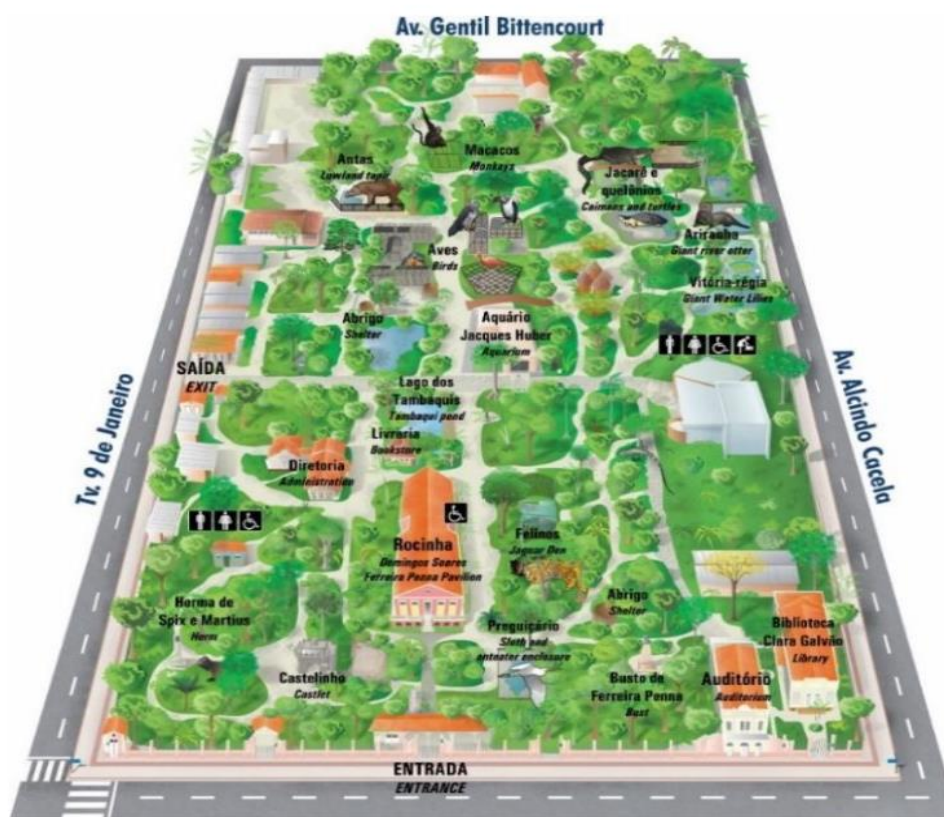 Av. Gentil Bittencourt
Macacos
Monkeys
Antas
Lowland tapir
Jacaré e
quelônios
Caimans and turtles
Ariranha
Giant river otter
Aves
Birds
Vitória-régia
Giant Water Lilies
Abrigo
Shelter
Aquário
Jacques Huber
Aquarium
SAÍDA
EXIT
Lago dos
Tambaquis
Tambaqui pond
Tv. 9 de Janeiro
Av. Alcindo Cacela
Livraria
Bookstore
Diretoria
Administration
Rocinha
Domingos Soares
Ferreira Penna Pavilion
Felinos
Jaguar Den
Herma de
Spix e Martius
Herm
Abrigo
Shelter
Preguiçário
Sloth and
anteater enclosure
Biblioteca
Clara Galvão
Library
Castelinho
Castlet
Busto de
Ferreira Penna
Bust
Auditório
Auditorium
ENTRADA
ENTRANCE